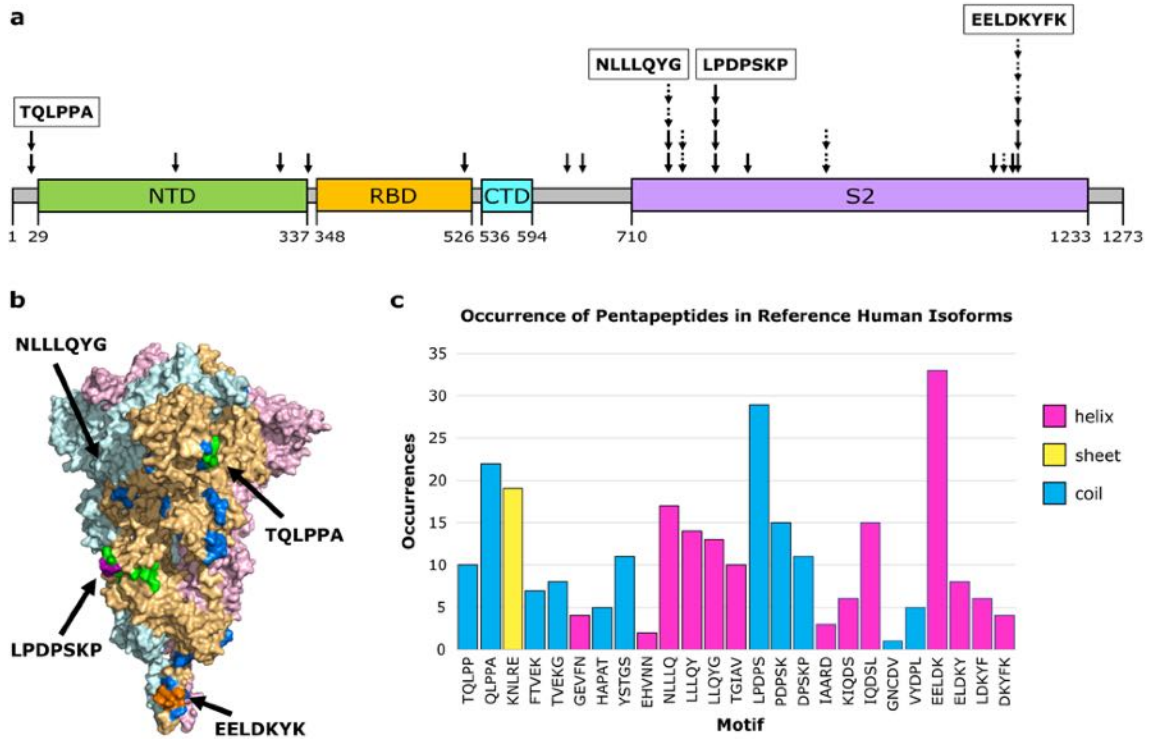 a
EELDKYFK
NLLLQYG
LPDPSKP
TQLPPA
NTD
RBD
CTD
S2
1
29
337
348
526
536
594
710
1233
1273
b
NLLLQYG
TQLPPA
LPDPSKP
EELDKYK
c
Occurrence of Pentapeptides in Reference Human Isoforms
Occurrences
35
30
25
20
15
10
5
0
TQLPP
QLPPA
KNLRE
FTVEK
TVEKG
GEVFN
HAPAT
YSTGS
EHVNN
NLLLQ
LLLQY
LLQYG
TGIAV
LPDPS
PDPSK
DPSKP
IAARD
KIQDS
IQDSL
GNCDV
VYDPL
EELDK
ELDKY
LDKYF
DKYFK
Motif
helix
sheet
coil